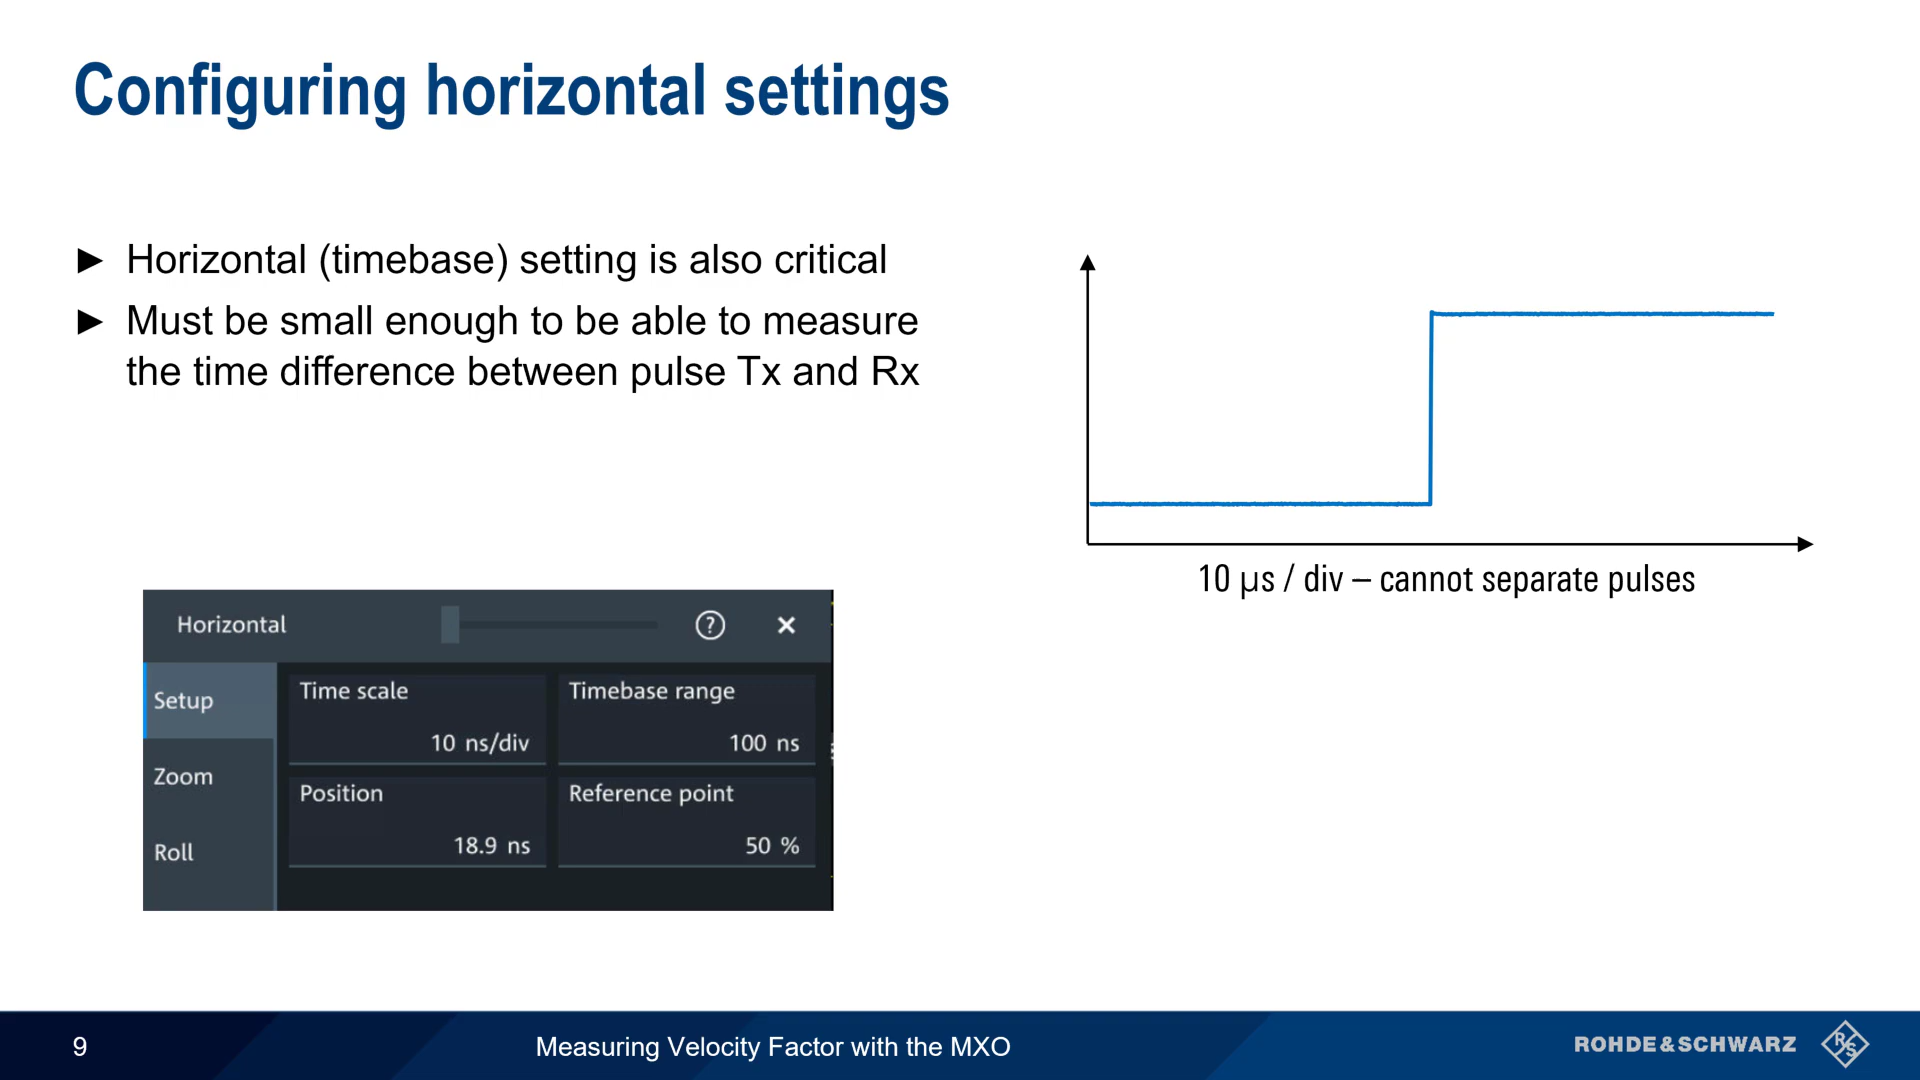 Configuring horizontal settings
► Horizontal (timebase) setting is also critical
► Must be small enough to be able to measure
the time difference between pulse Tx and Rx
10 µs / div – cannot separate pulses
Horizontal
Setup
Time scale
10 ns/div
Timebase range
100 ns
Zoom
Position
18.9 ns
Reference point
50 %
Roll
9
Measuring Velocity Factor with the MXO
ROHDE&SCHWARZ
R S